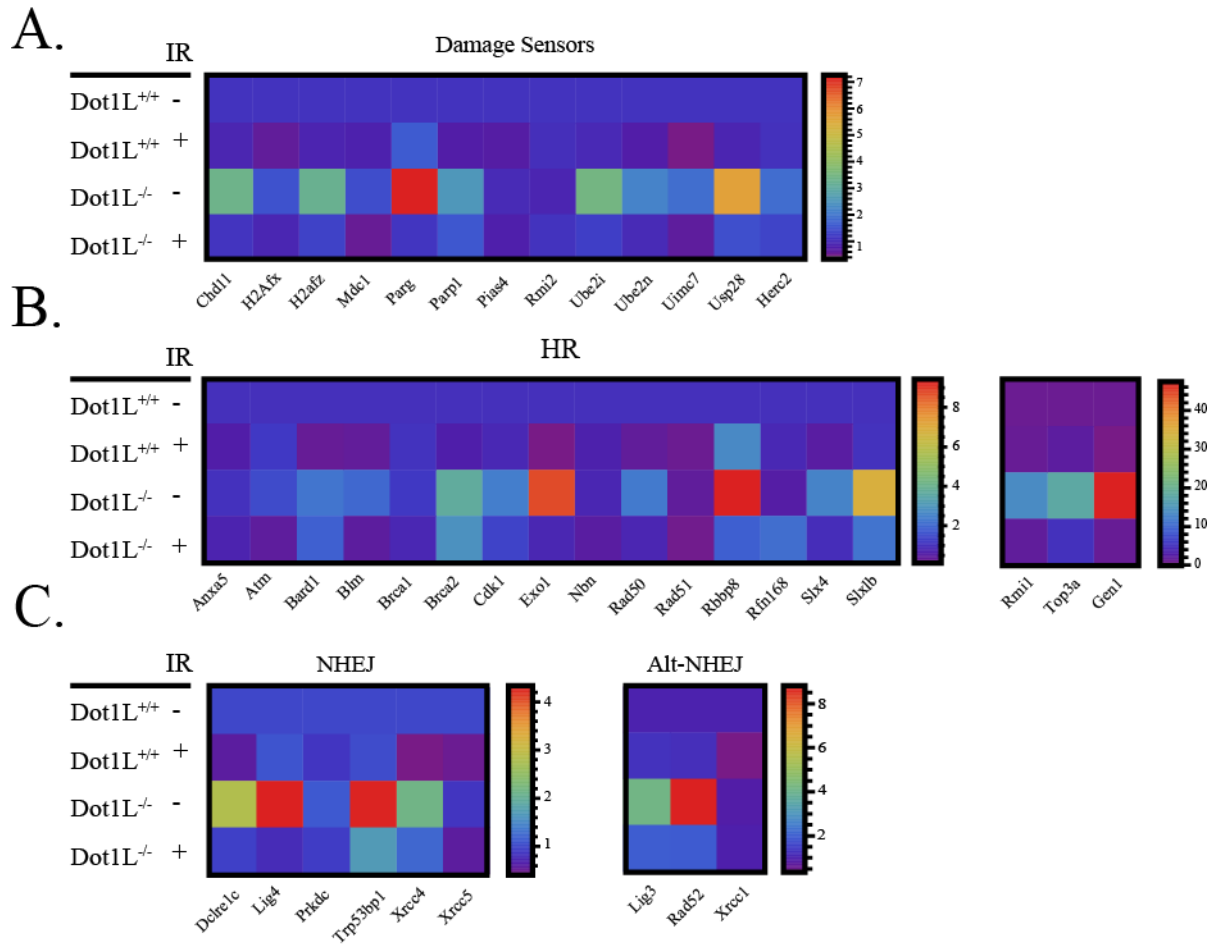 A.
IR
Damage Sensors
Dot1L+/+ -
Dot1L+/+ +
Dot1L-/- -
Dot1L-/- +
7
6
5
4
3
2
1
Chd11 H2Afx H2afz Mdc1 Parg Parp1 Pias4 Rmi2 Ube2i Ube2n Uimc7 Usp28 Herc2
B.
IR
HR
Dot1L+/+ -
Dot1L+/+ +
Dot1L-/- -
Dot1L-/- +
8
6
4
2
40
30
20
10
0
Anxa5 Atm Bard1 Blm Brca1 Brca2 Cdk1 Exo1 Nbn Rad50 Rad51 Rbbp8 Rfn168 Slx4 Slxlb
Rmi1 Top3a Gen1
C.
IR
NHEJ
Alt-NHEJ
Dot1L+/+ -
Dot1L+/+ +
Dot1L-/- -
Dot1L-/- +
4
3
2
1
8
6
4
2
Dclre1c Lig4 Prkdc Trp53bp1 Xrcc4 Xrcc5
Lig3 Rad52 Xrcc1